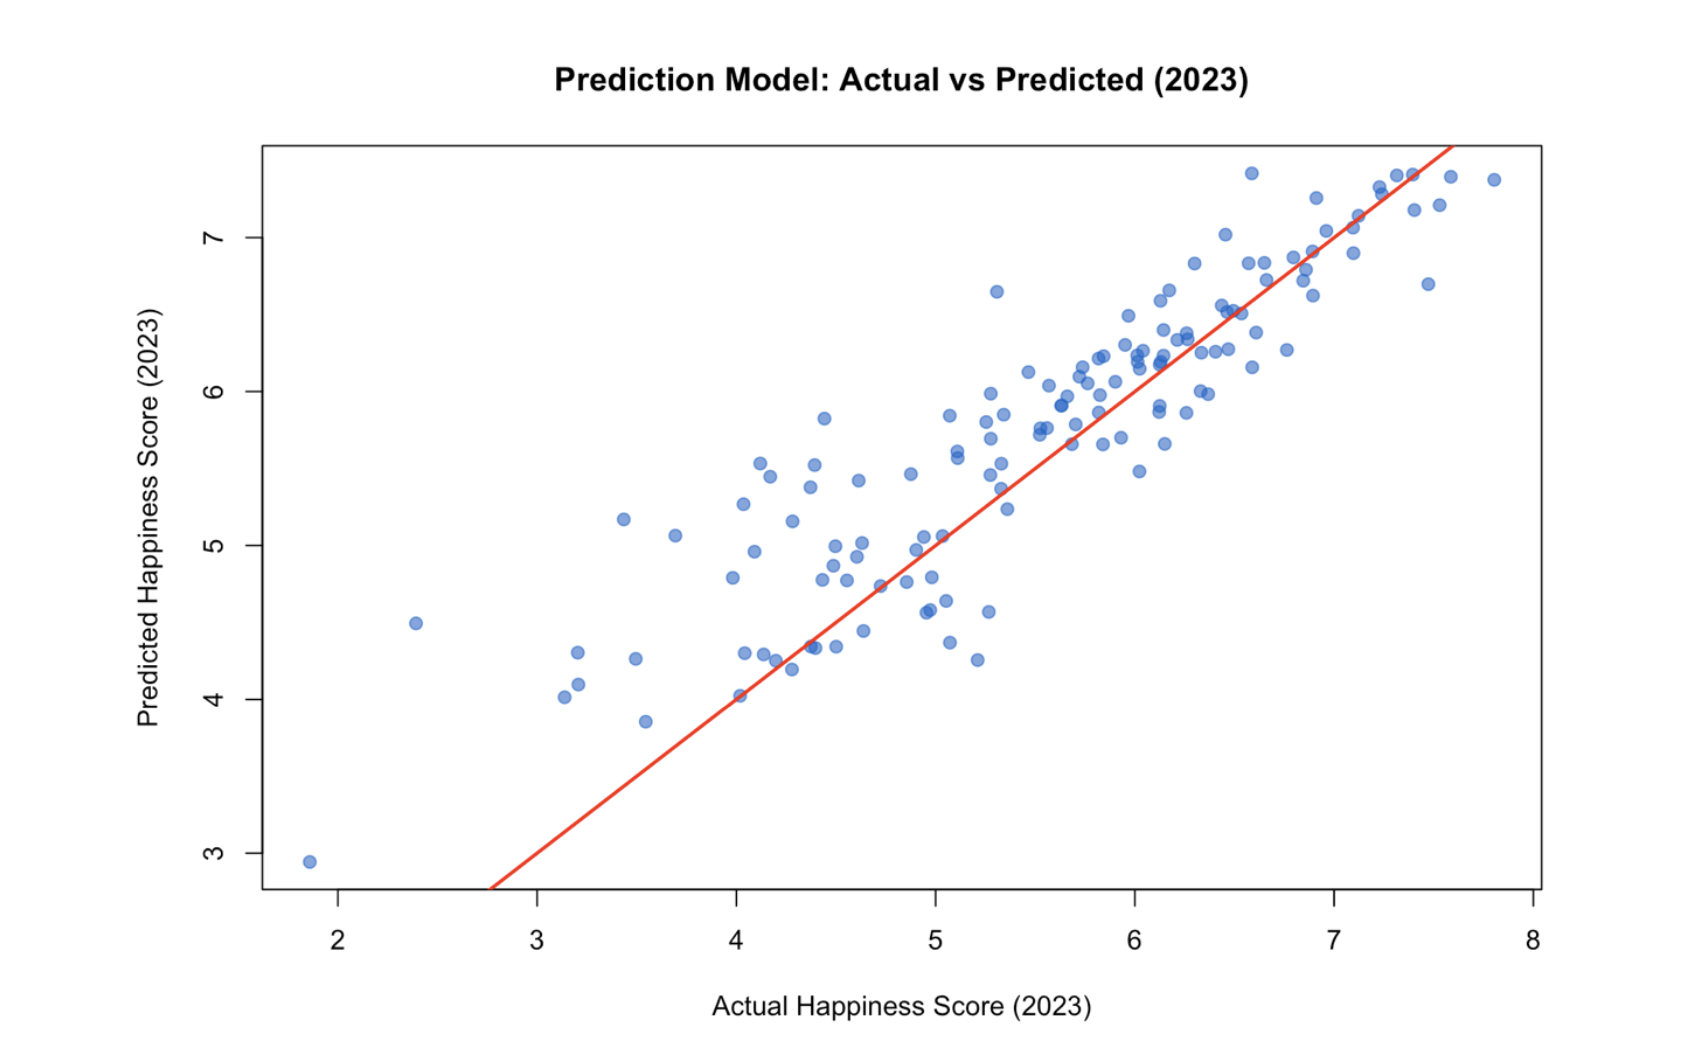 Prediction Model: Actual vs Predicted (2023)
Predicted Happiness Score (2023)
7
6
5
4
3
2 3 4 5 6 7 8
Actual Happiness Score (2023)